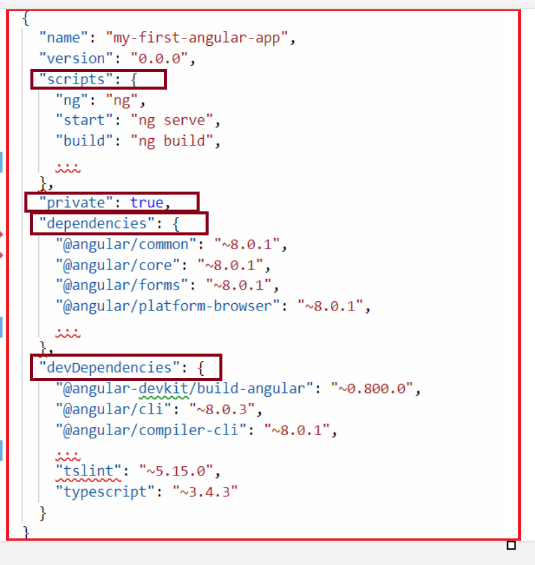 {
"name": "my-first-angular-app",
"version": "0.0.0",
"scripts": {
"ng": "ng",
"start": "ng serve",
"build": "ng build",
...
},
"private": true,
"dependencies": {
"@angular/common": "~8.0.1",
"@angular/core": "~8.0.1",
"@angular/forms": "~8.0.1",
"@angular/platform-browser": "~8.0.1",
...
},
"devDependencies": {
"@angular-devkit/build-angular": "~0.800.0",
"@angular/cli": "~8.0.3",
"@angular/compiler-cli": "~8.0.1",
...
"tslint": "~5.15.0",
"typescript": "~3.4.3"
}
}